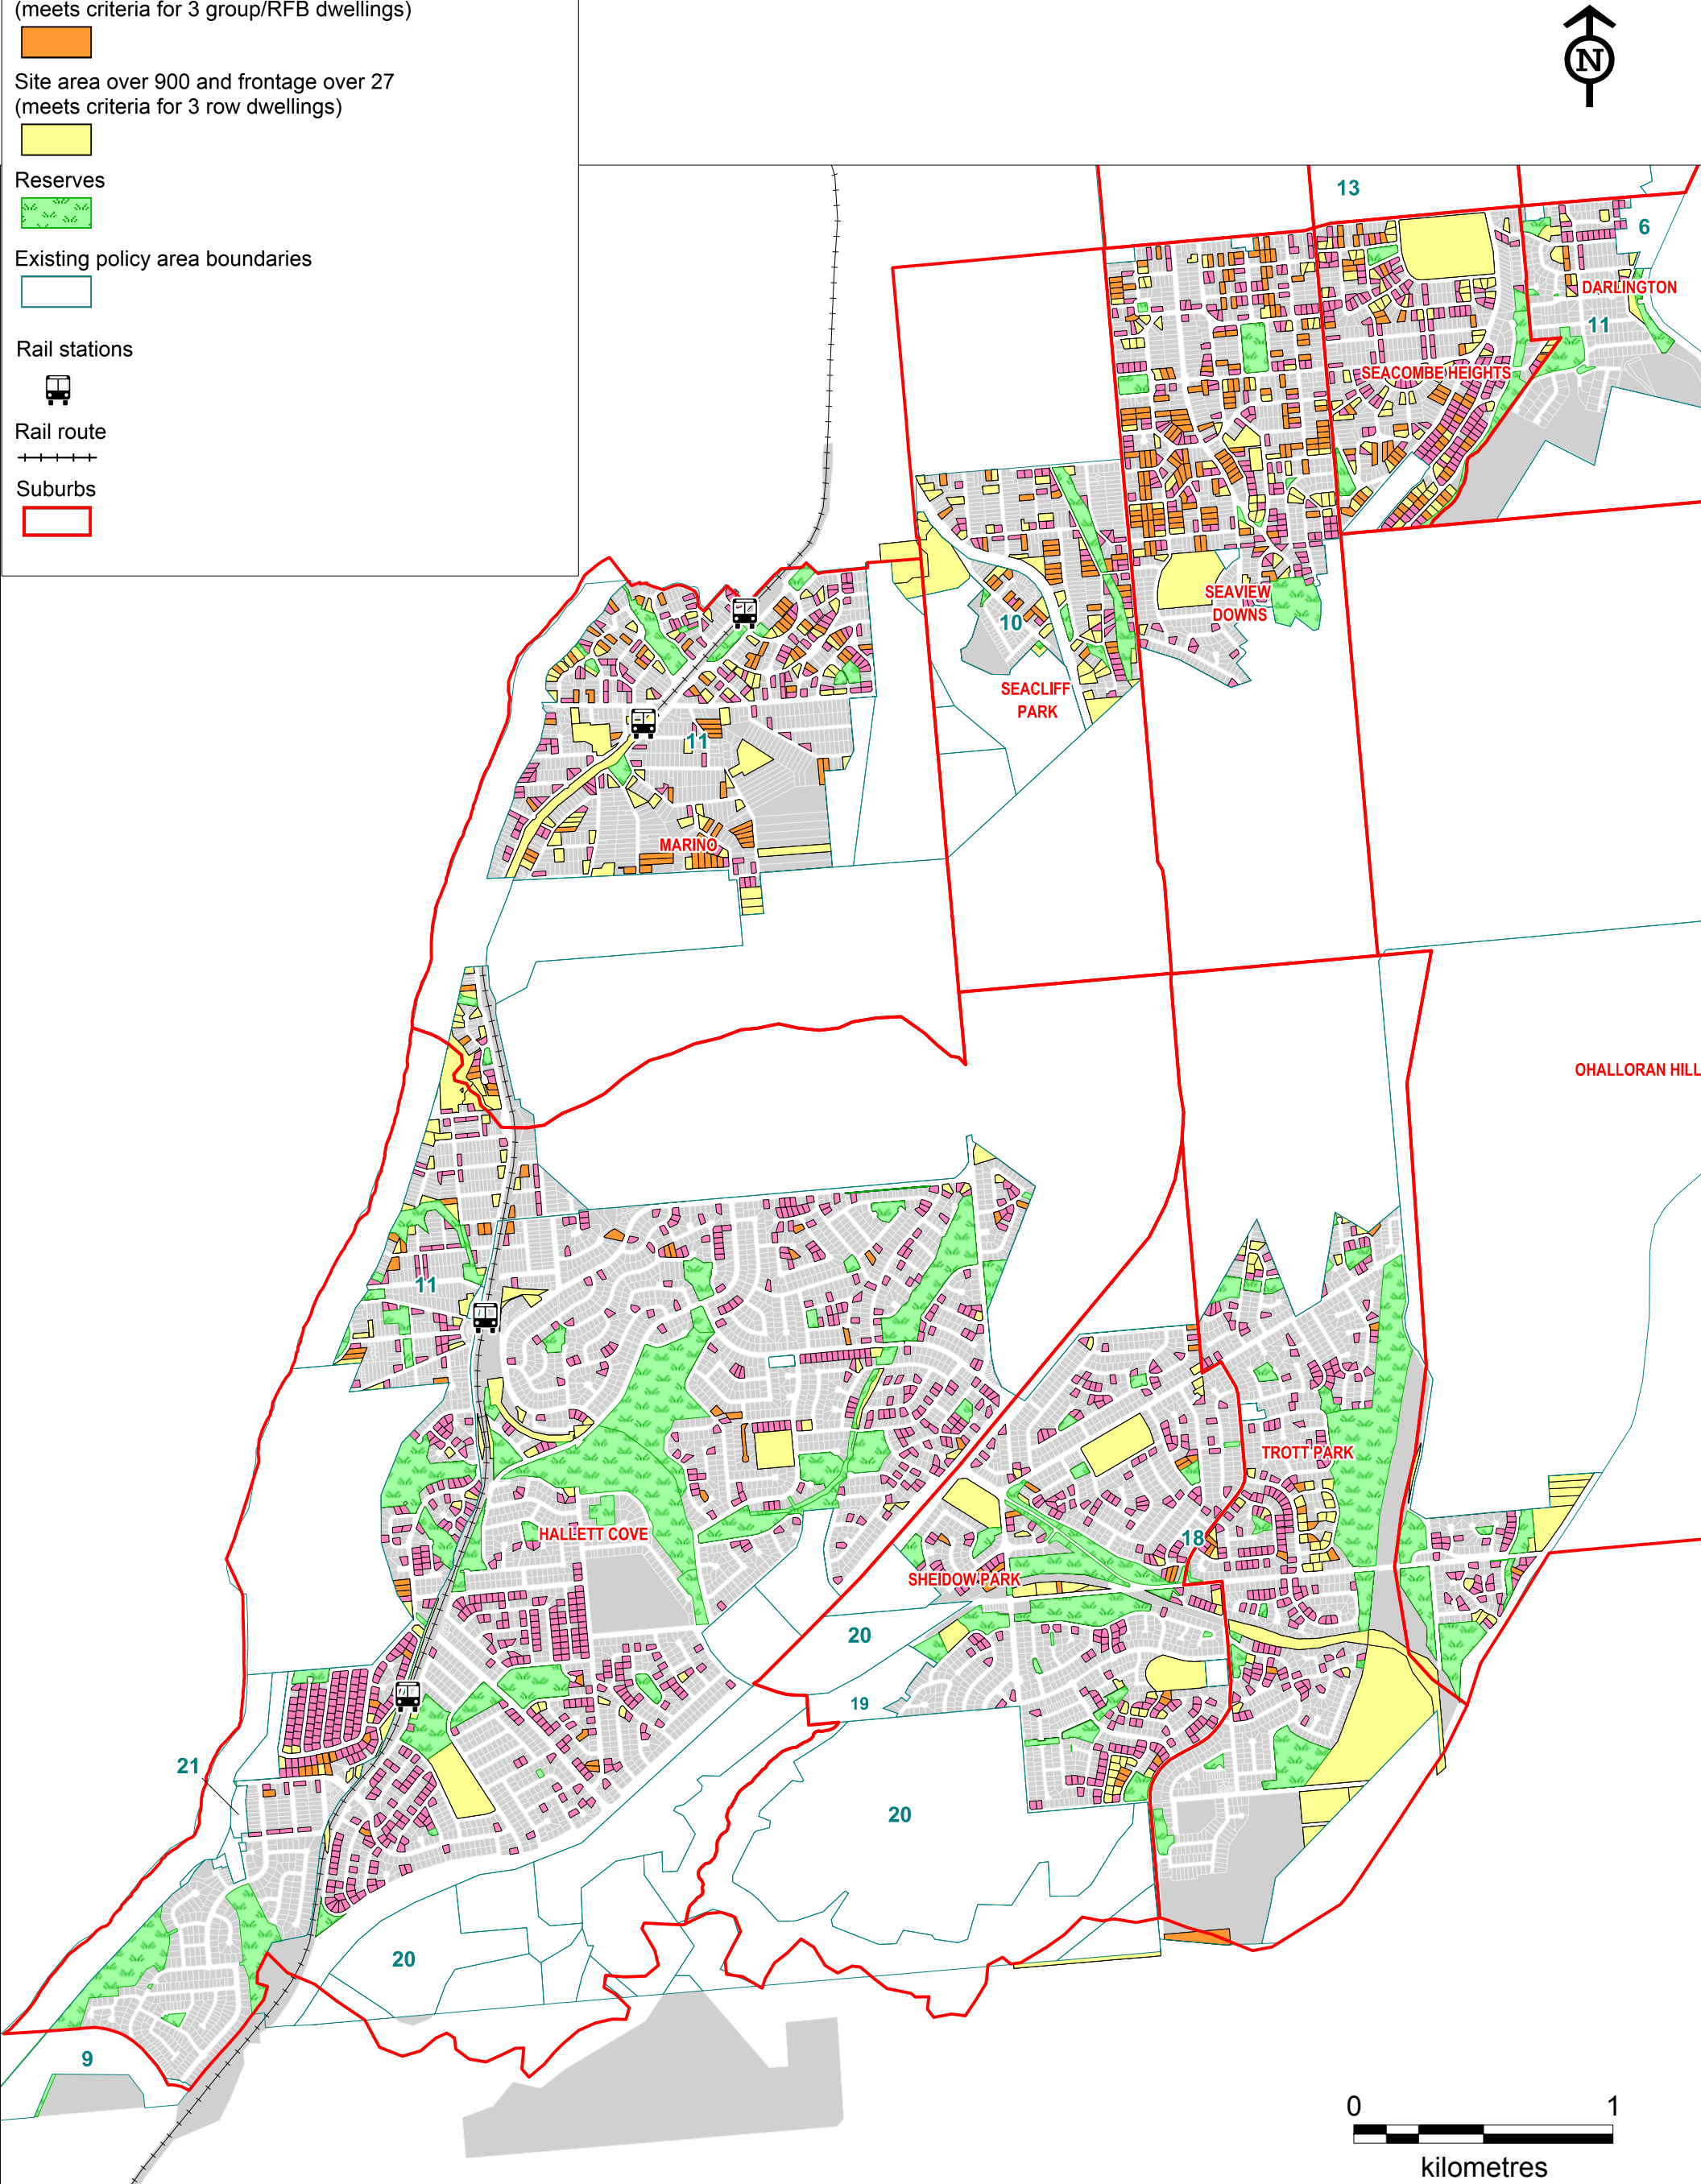 (meets criteria for 3 group/RFB dwellings)
Site area over 900 and frontage over 27
(meets criteria for 3 row dwellings)
Reserves
Existing policy area boundaries
Rail stations
Rail route
Suburbs
N
13
6
DARLINGTON
11
SEACOMBE HEIGHTS
SEAVIEW
DOWNS
10
SEACLIFF
PARK
11
MARINO
OHALLORAN HILL
11
TROTT PARK
HALLETT COVE
18
SHEIDOW PARK
20
19
21
20
20
9
0 1
kilometres